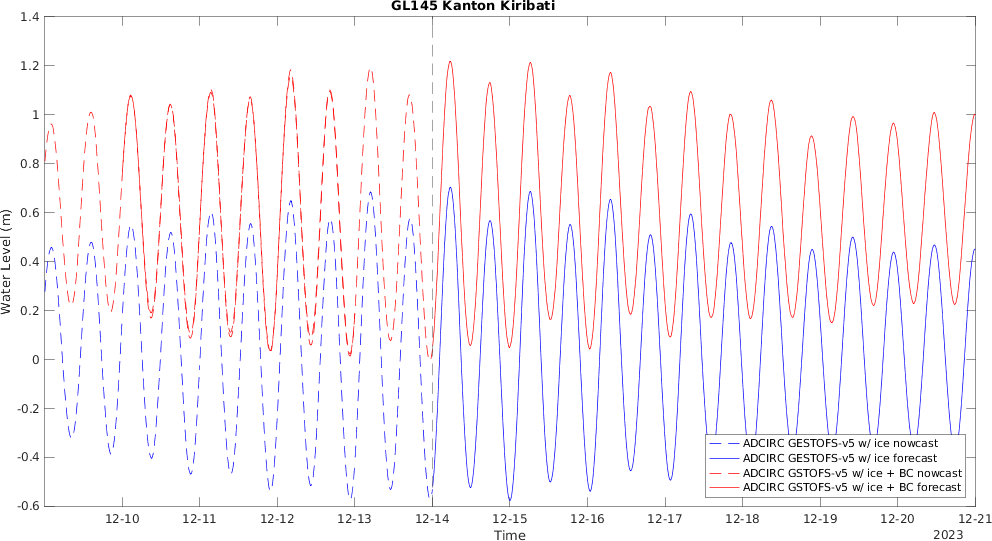 GL145 Kanton Kiribati
Water Level (m)
1.4
1.2
1
0.8
0.6
0.4
0.2
0
-0.2
-0.4
-0.6
ADCIRC GESTOFS-v5 w/ ice nowcast
ADCIRC GESTOFS-v5 w/ ice forecast
ADCIRC GSTOFS-v5 w/ ice + BC nowcast
ADCIRC GSTOFS-v5 w/ ice + BC forecast
12-10 12-11 12-12 12-13 12-14 12-15 12-16 12-17 12-18 12-19 12-20 12-21
Time
2023